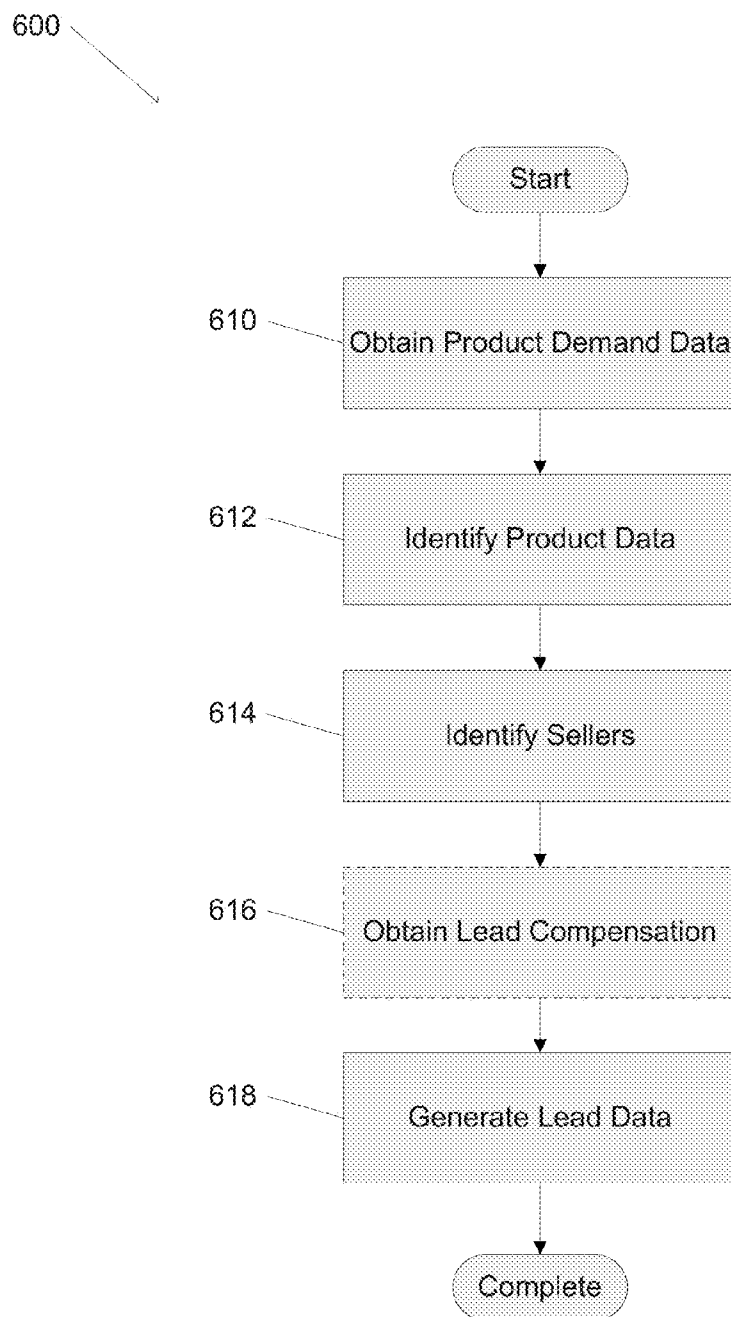 600
Start
610
Obtain Product Demand Data
612
Identify Product Data
614
Identify Sellers
616
Obtain Lead Compensation
618
Generate Lead Data
Complete